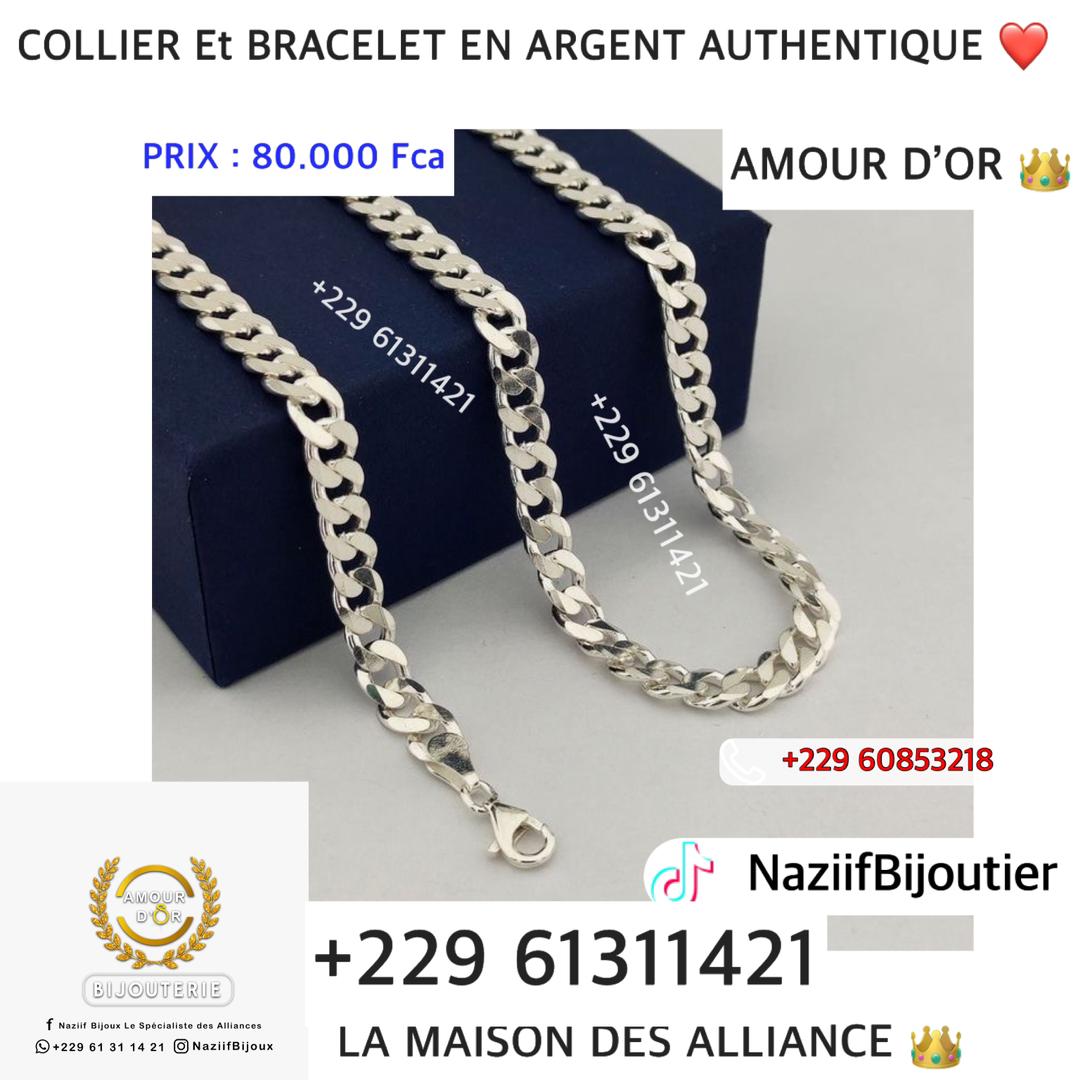 COLLIER Et BRACELET EN ARGENT AUTHENTIQUE ❤️
PRIX : 80.000 Fca
AMOUR D’OR 👑
+229 61311421
+229 61311421
+229 60853218
NaziifBijoutier
AMOUR
D'OR
BIJOUTERIE
Naziif Bijoux Le Spécialiste des Alliances
+229 61 31 14 21 NaziifBijoux
+229 61311421
LA MAISON DES ALLIANCE 👑